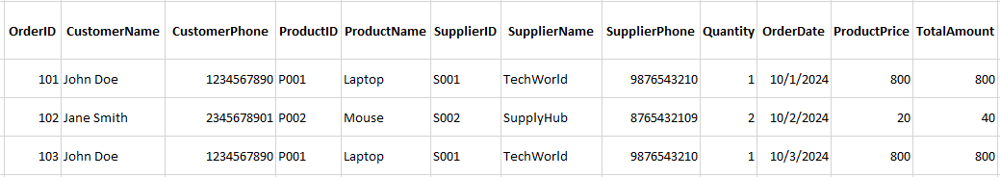 OrderID CustomerName CustomerPhone ProductID ProductName SupplierID SupplierName SupplierPhone Quantity OrderDate ProductPrice TotalAmount
101 John Doe 1234567890 P001 Laptop S001 TechWorld 9876543210 1 10/1/2024 800 800
102 Jane Smith 2345678901 P002 Mouse S002 SupplyHub 8765432109 2 10/2/2024 20 40
103 John Doe 1234567890 P001 Laptop S001 TechWorld 9876543210 1 10/3/2024 800 800